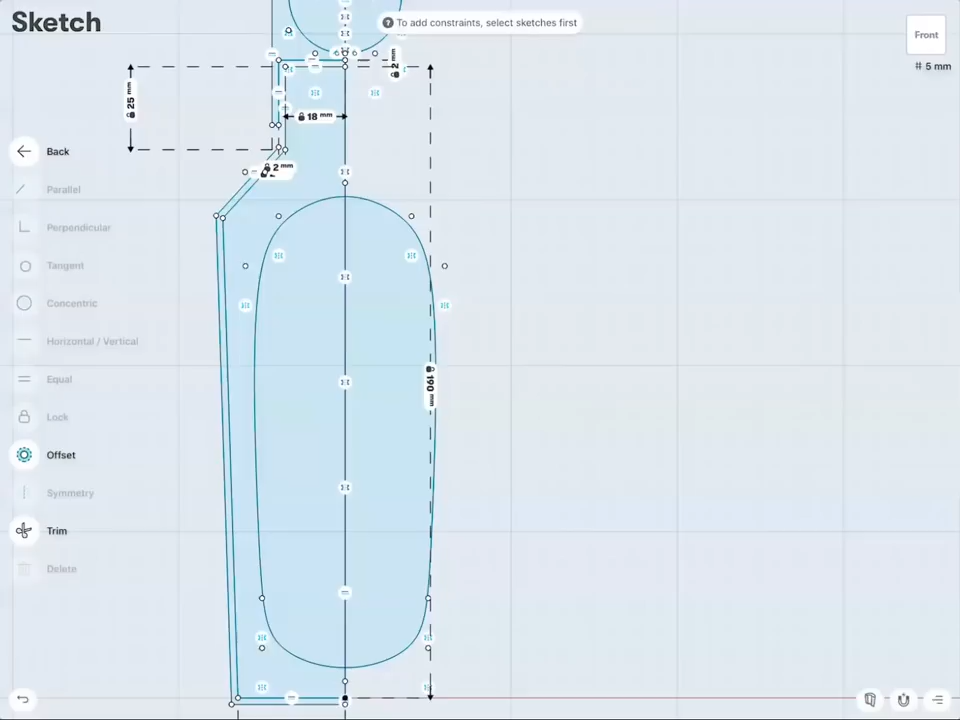 Sketch
To add constraints, select sketches first
Front
5 mm
2 mm
25 mm
18 mm
Back
2 mm
Parallel
Perpendicular
Tangent
Concentric
Horizontal / Vertical
Equal
190 mm
Lock
Offset
Symmetry
Trim
Delete